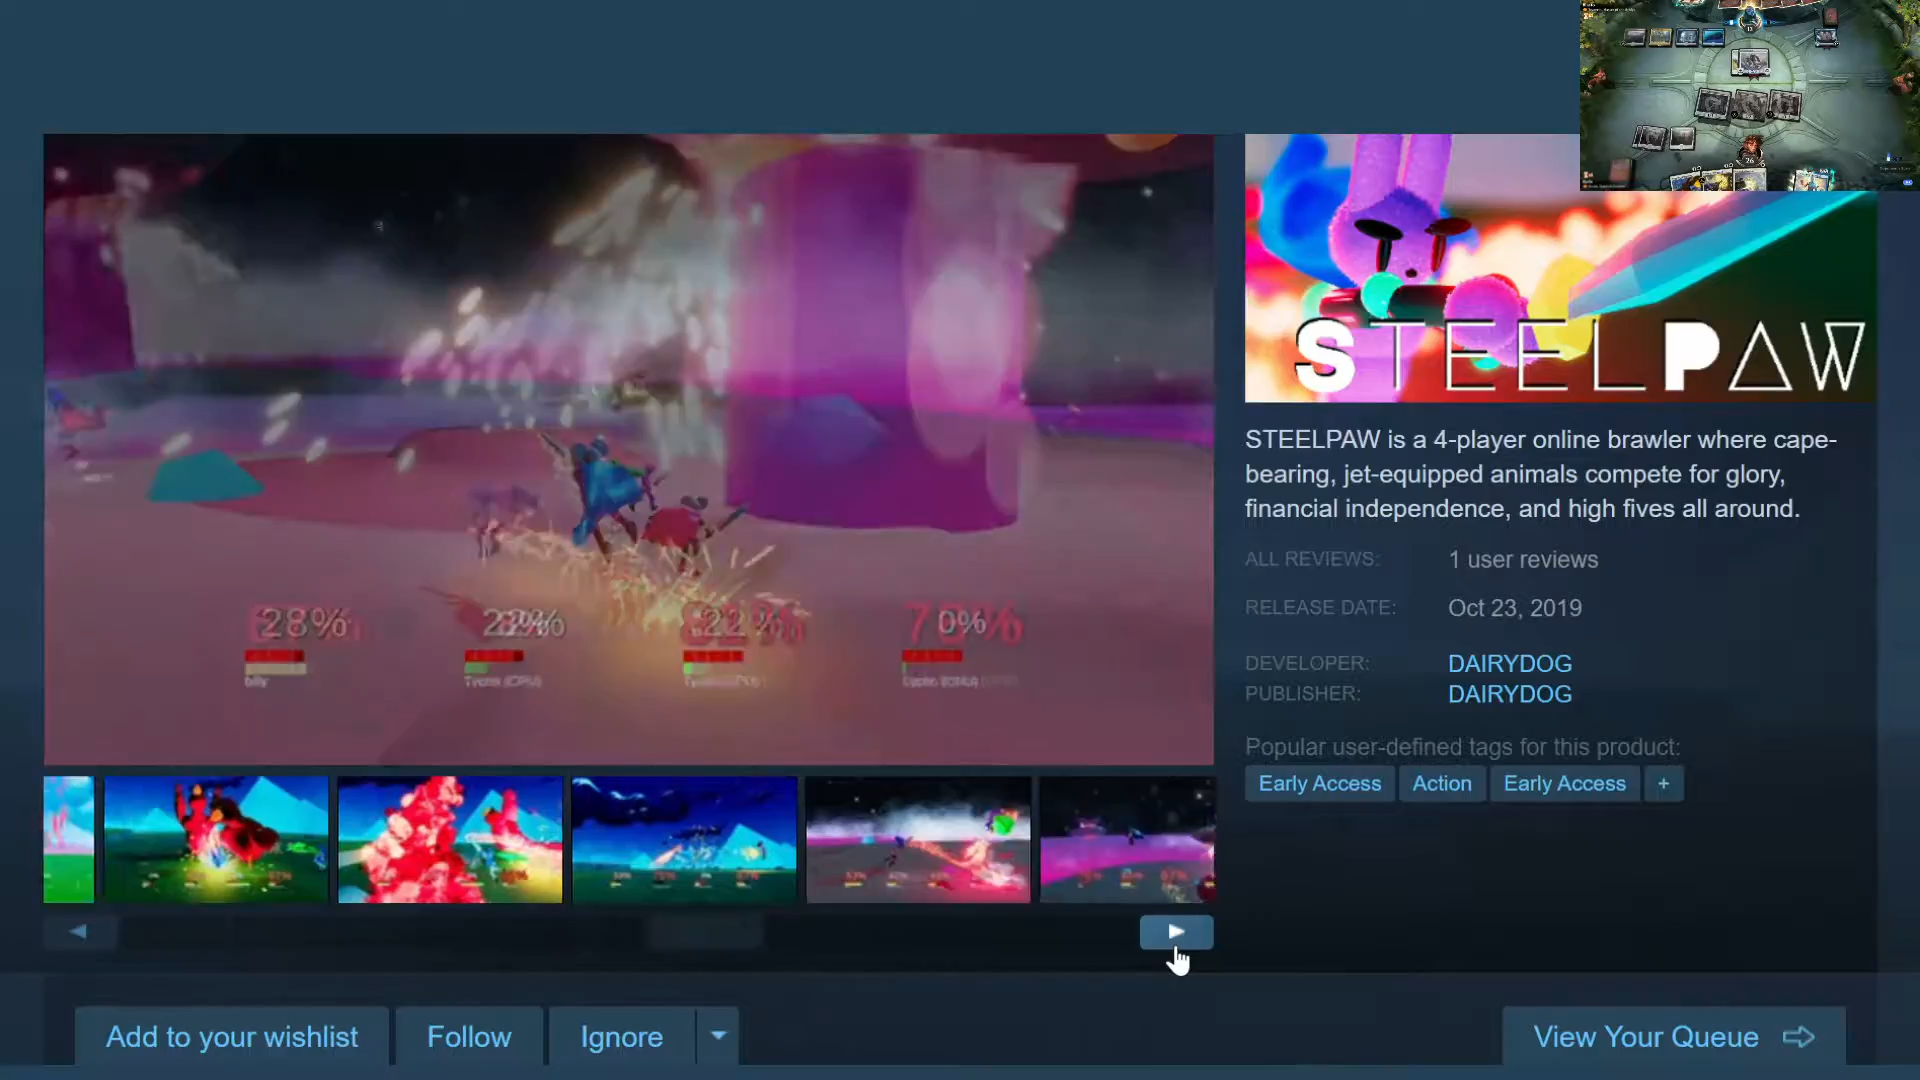 STEELPAW
STEELPAW is a 4-player online brawler where cape-
bearing, jet-equipped animals compete for glory,
financial independence, and high fives all around.
ALL REVIEWS: 1 user reviews
RELEASE DATE: Oct 23, 2019
DEVELOPER: DAIRYDOG
PUBLISHER: DAIRYDOG
Popular user-defined tags for this product:
Early Access Action Early Access +
28% 0%
billy
Add to your wishlist Follow Ignore View Your Queue